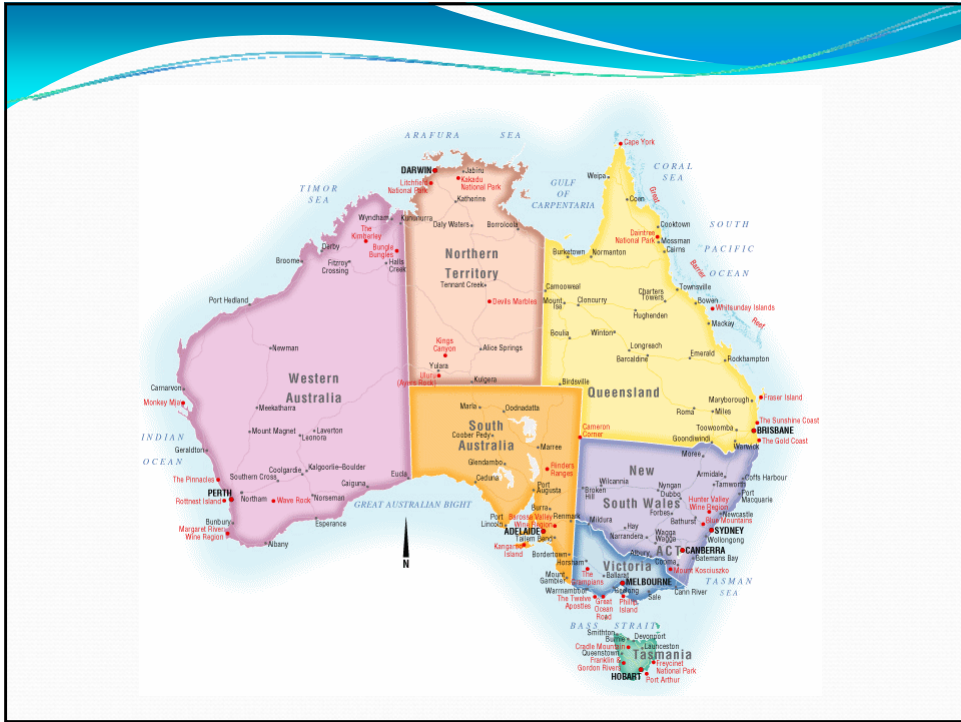 ARAFURA SEA
Cape York
DARWIN
Jabiru
Litchfield
National Park
Kakadu
National Park
CORAL
SEA
Weipa
TIMOR
SEA
Katherine
GULF
OF
CARPENTARIA
Coen
Great
Wyndham
Kununurra
Daly Waters
Borroloola
Cooktown
SOUTH
PACIFIC
OCEAN
The
Kimberley
Derby
Bungle
Bungles
Daintree
National Park
Mossman
Cairns
Broome
Fitzroy
Crossing
Halls
Creek
Northern
Territory
Burketown
Normanton
Barrier
Tennant Creek
Camooweal
Townsville
Port Hedland
Devils Marbles
Mount
Isa
Cloncurry
Charters
Towers
Bowen
Whitsunday Islands
Hughenden
Reef
Mackay
Boulia
Winton
Newman
Kings
Canyon
Alice Springs
Longreach
Barcaldine
Emerald
Rockhampton
Yulara
Uluru
(Ayers Rock)
Kulgera
Birdsville
Western
Australia
Carnarvon
Monkey Mia
Queensland
Maryborough
Fraser Island
Meekatharra
Marla
Oodnadatta
Roma
Miles
The Sunshine Coast
South
Australia
Cameron
Corner
Toowoomba
BRISBANE
Mount Magnet
Laverton
Leonora
Coober Pedy
Marree
Goondiwindi
Warwick
The Gold Coast
INDIAN
OCEAN
Geraldton
Moree
Glendambo
Flinders
Ranges
New
South Wales
Armidale
Coffs Harbour
Coolgardie
Kalgoorlie-Boulder
Southern Cross
Eucla
Ceduna
Wilcannia
Nyngan
Tamworth
The Pinnacles
Caiguna
Port
Augusta
Broken
Hill
Dubbo
Port
Macquarie
PERTH
Northam
Wave Rock
Norseman
Rottnest Island
GREAT AUSTRALIAN BIGHT
Burra
Forbes
Hunter Valley
Wine Region
Newcastle
Bunbury
Esperance
Port
Lincoln
Barossa Valley
Wine Region
Renmark
Mildura
Hay
Bathurst
Blue Mountains
SYDNEY
Margaret River
Wine Region
Albany
ADELAIDE
Tailem Bend
Narrandera
Wagga
Wagga
Wollongong
Kangaroo
Island
Bordertown
Albury
ACT
CANBERRA
Batemans Bay
N
Horsham
Victoria
Cooma
Mount Kosciuszko
Mount
Gambier
The
Grampians
Ballarat
MELBOURNE
Cann River
TASMAN
SEA
Warrnambool
Geelong
Sale
The Twelve
Apostles
Great
Ocean
Road
Phillip
Island
BASS STRAIT
Smithton
Burnie
Devonport
Cradle Mountain
Launceston
Queenstown
Tasmania
Franklin &
Gordon Rivers
Freycinet
National Park
HOBART
Port Arthur